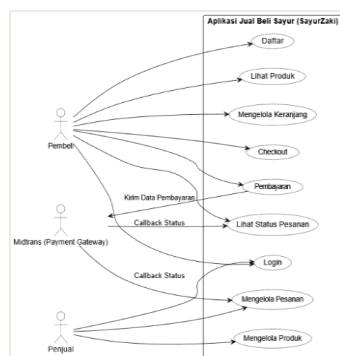 Aplikasi Jual Beli Sayur (SayurZaki)
Daftar
Lihat Produk
Mengelola Keranjang
Checkout
Pembeli
Pembayaran
Kirim Data Pembayaran
Callback Status
Lihat Status Pesanan
Midtrans (Payment Gateway)
Login
Callback Status
Mengelola Pesanan
Mengelola Produk
Penjual